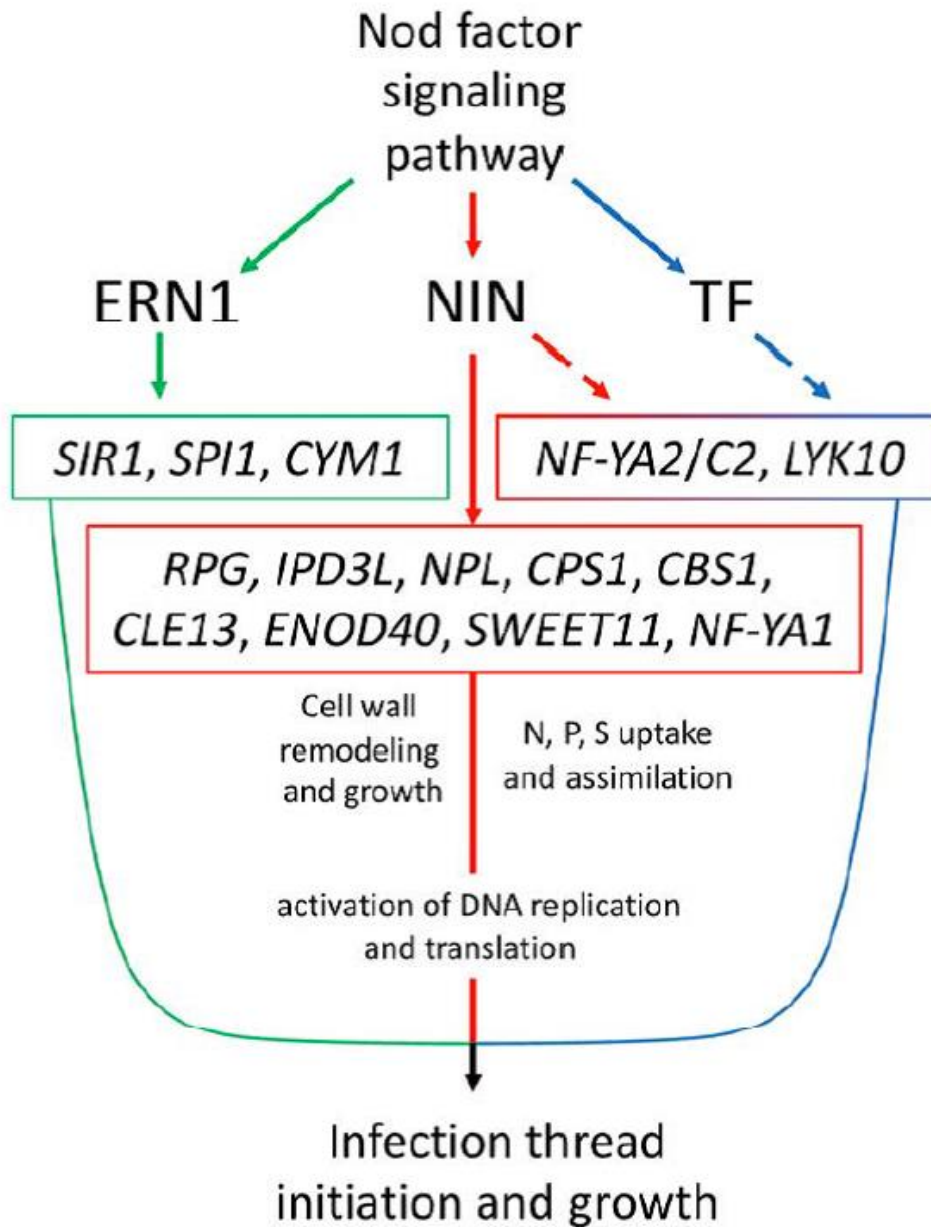 Nod factor
signaling
pathway
ERN1 NIN TF
SIR1, SPI1, CYM1
NF-YA2/C2, LYK10
RPG, IPD3L, NPL, CPS1, CBS1,
CLE13, ENOD40, SWEET11, NF-YA1
Cell wall
remodeling
and growth
N, P, S uptake
and assimilation
activation of DNA replication
and translation
Infection thread
initiation and growth